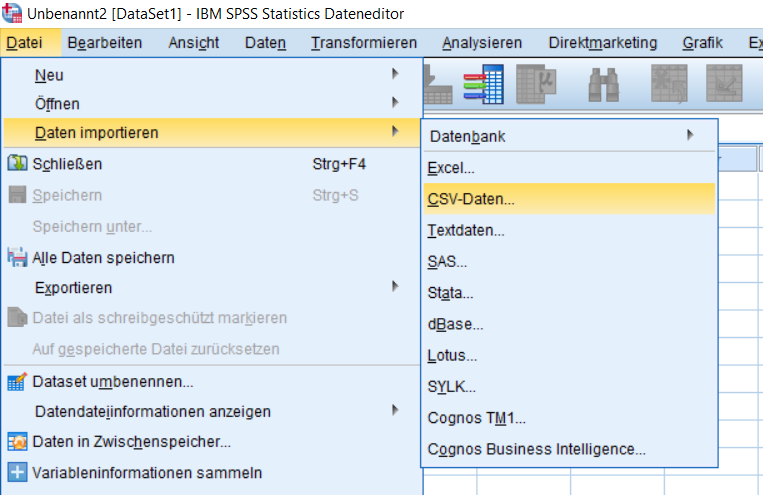 Unbenannt2 [DataSet1] - IBM SPSS Statistics Dateneditor
Datei Bearbeiten Ansicht Daten Transformieren Analysieren Direktmarketing Grafik
Neu
Öffnen
Daten importieren
Schließen Strg+F4
Speichern Strg+S
Speichern unter...
Alle Daten speichern
Exportieren
Datei als schreibgeschützt markieren
Auf gespeicherte Datei zurücksetzen
Dataset umbenennen...
Datendateiinformationen anzeigen
Daten in Zwischenspeicher...
Variableninformationen sammeln
Datenbank
Excel...
CSV-Daten...
Textdaten...
SAS...
Stata...
dBase...
Lotus...
SYLK...
Cognos TM1...
Cognos Business Intelligence...